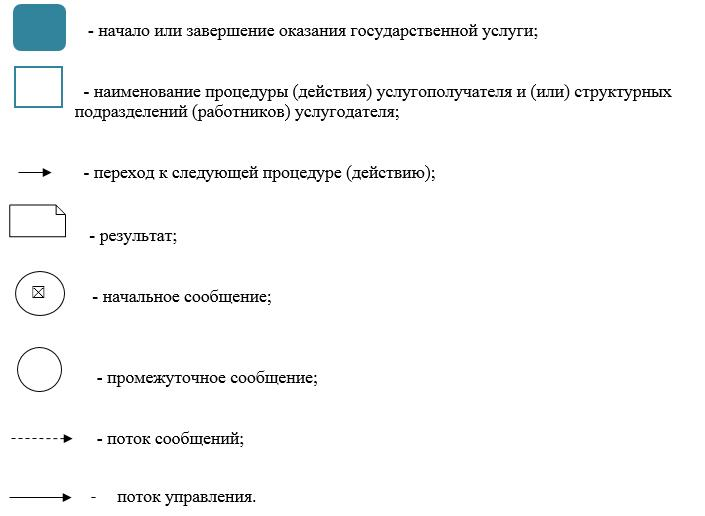 - начало или завершение оказания государственной услуги;
- наименование процедуры (действия) услугополучателя и (или) структурных
подразделений (работников) услугодателя;
- переход к следующей процедуре (действию);
- результат;
- начальное сообщение;
- промежуточное сообщение;
- поток сообщений;
- поток управления.